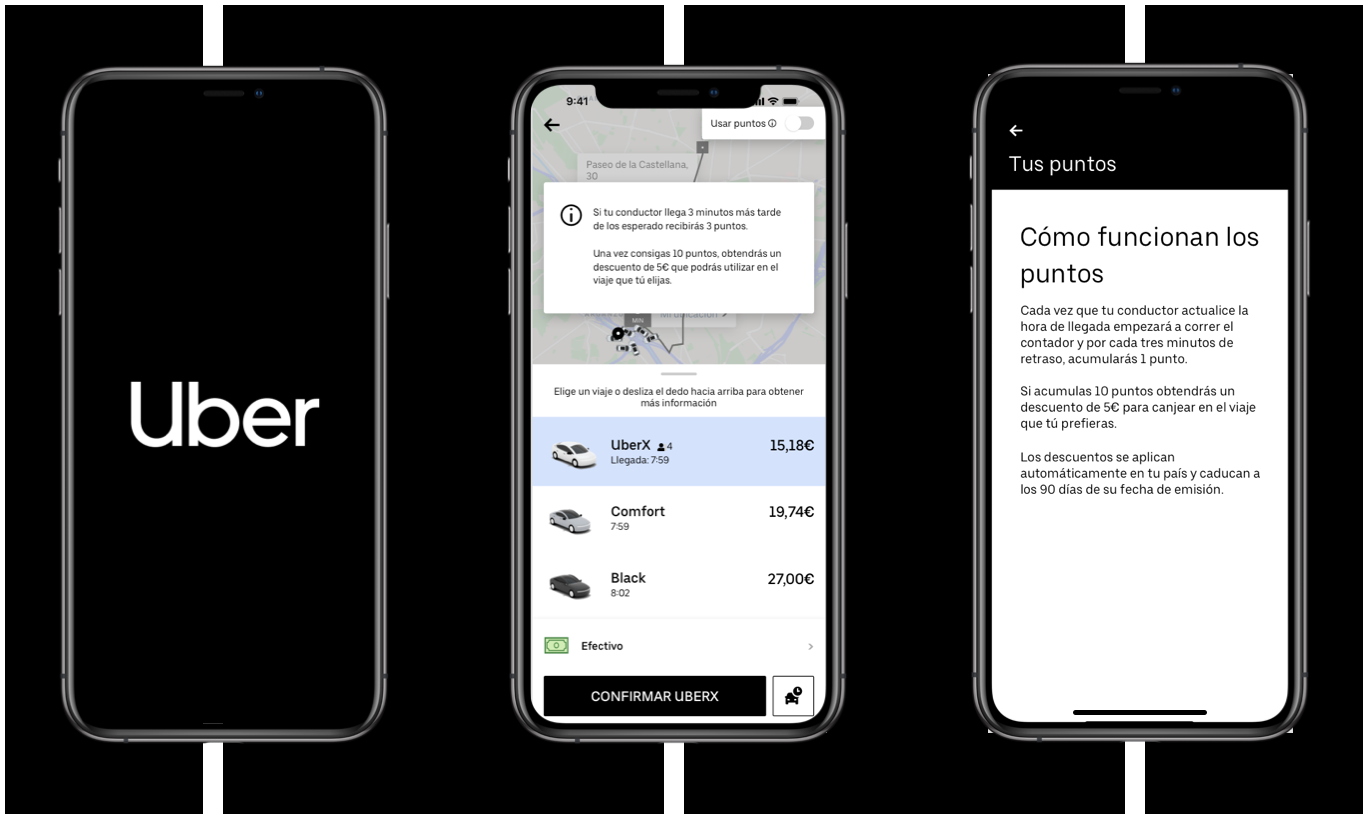 Uber
9:41
Usar puntos
Paseo de la Castellana,
30
Si tu conductor llega 3 minutos más tarde
de los esperado recibirás 3 puntos.
Una vez consigas 10 puntos, obtendrás un
descuento de 5€ que podrás utilizar en el
viaje que tú elijas.
MIN
Mi ubicación
Elige un viaje o desliza el dedo hacia arriba para obtener
más información
UberX 4 15,18€
Llegada: 7:59
Comfort 19,74€
7:59
Black 27,00€
8:02
Efectivo
CONFIRMAR UBERX
Tus puntos
Cómo funcionan los
puntos
Cada vez que tu conductor actualice la
hora de llegada empezará a correr el
contador y por cada tres minutos de
retraso, acumularás 1 punto.
Si acumulas 10 puntos obtendrás un
descuento de 5€ para canjear en el viaje
que tú prefieras.
Los descuentos se aplican
automáticamente en tu país y caducan a
los 90 días de su fecha de emisión.